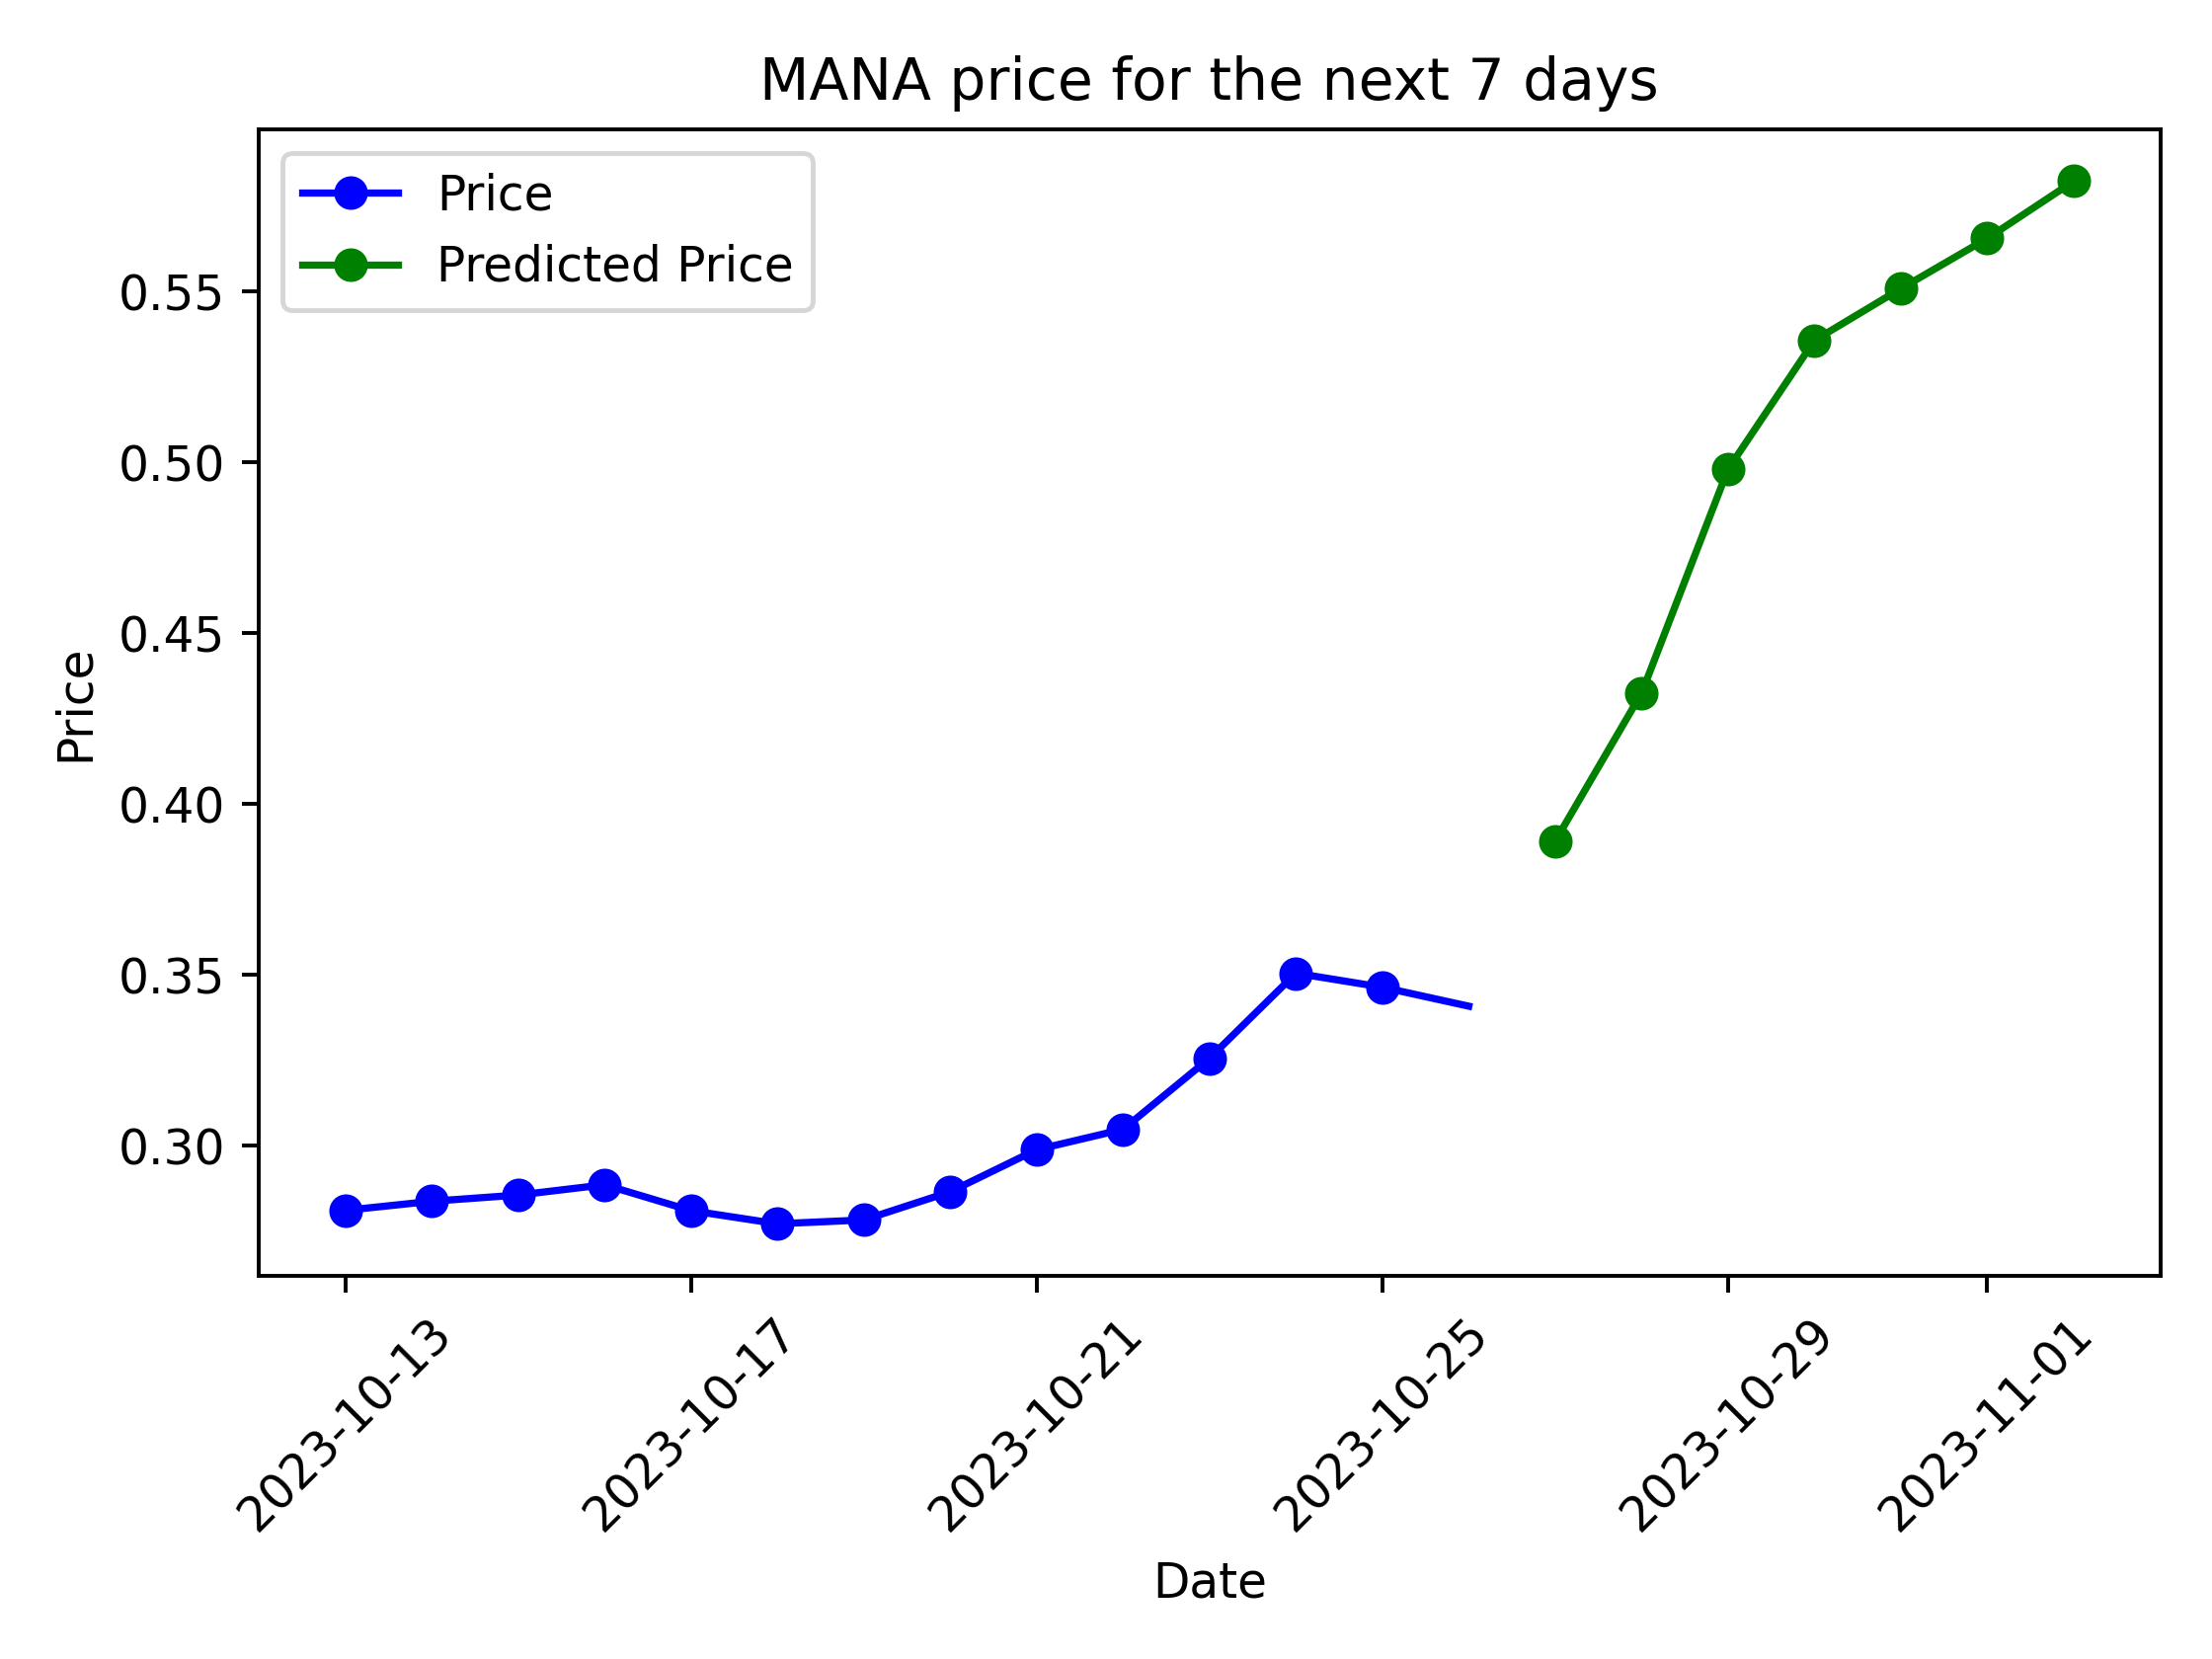 MANA price for the next 7 days
Price
Predicted Price
0.55
0.50
0.45
0.40
0.35
0.30
Price
2023-10-13
2023-10-17
2023-10-21
2023-10-25
2023-10-29
2023-11-01
Date